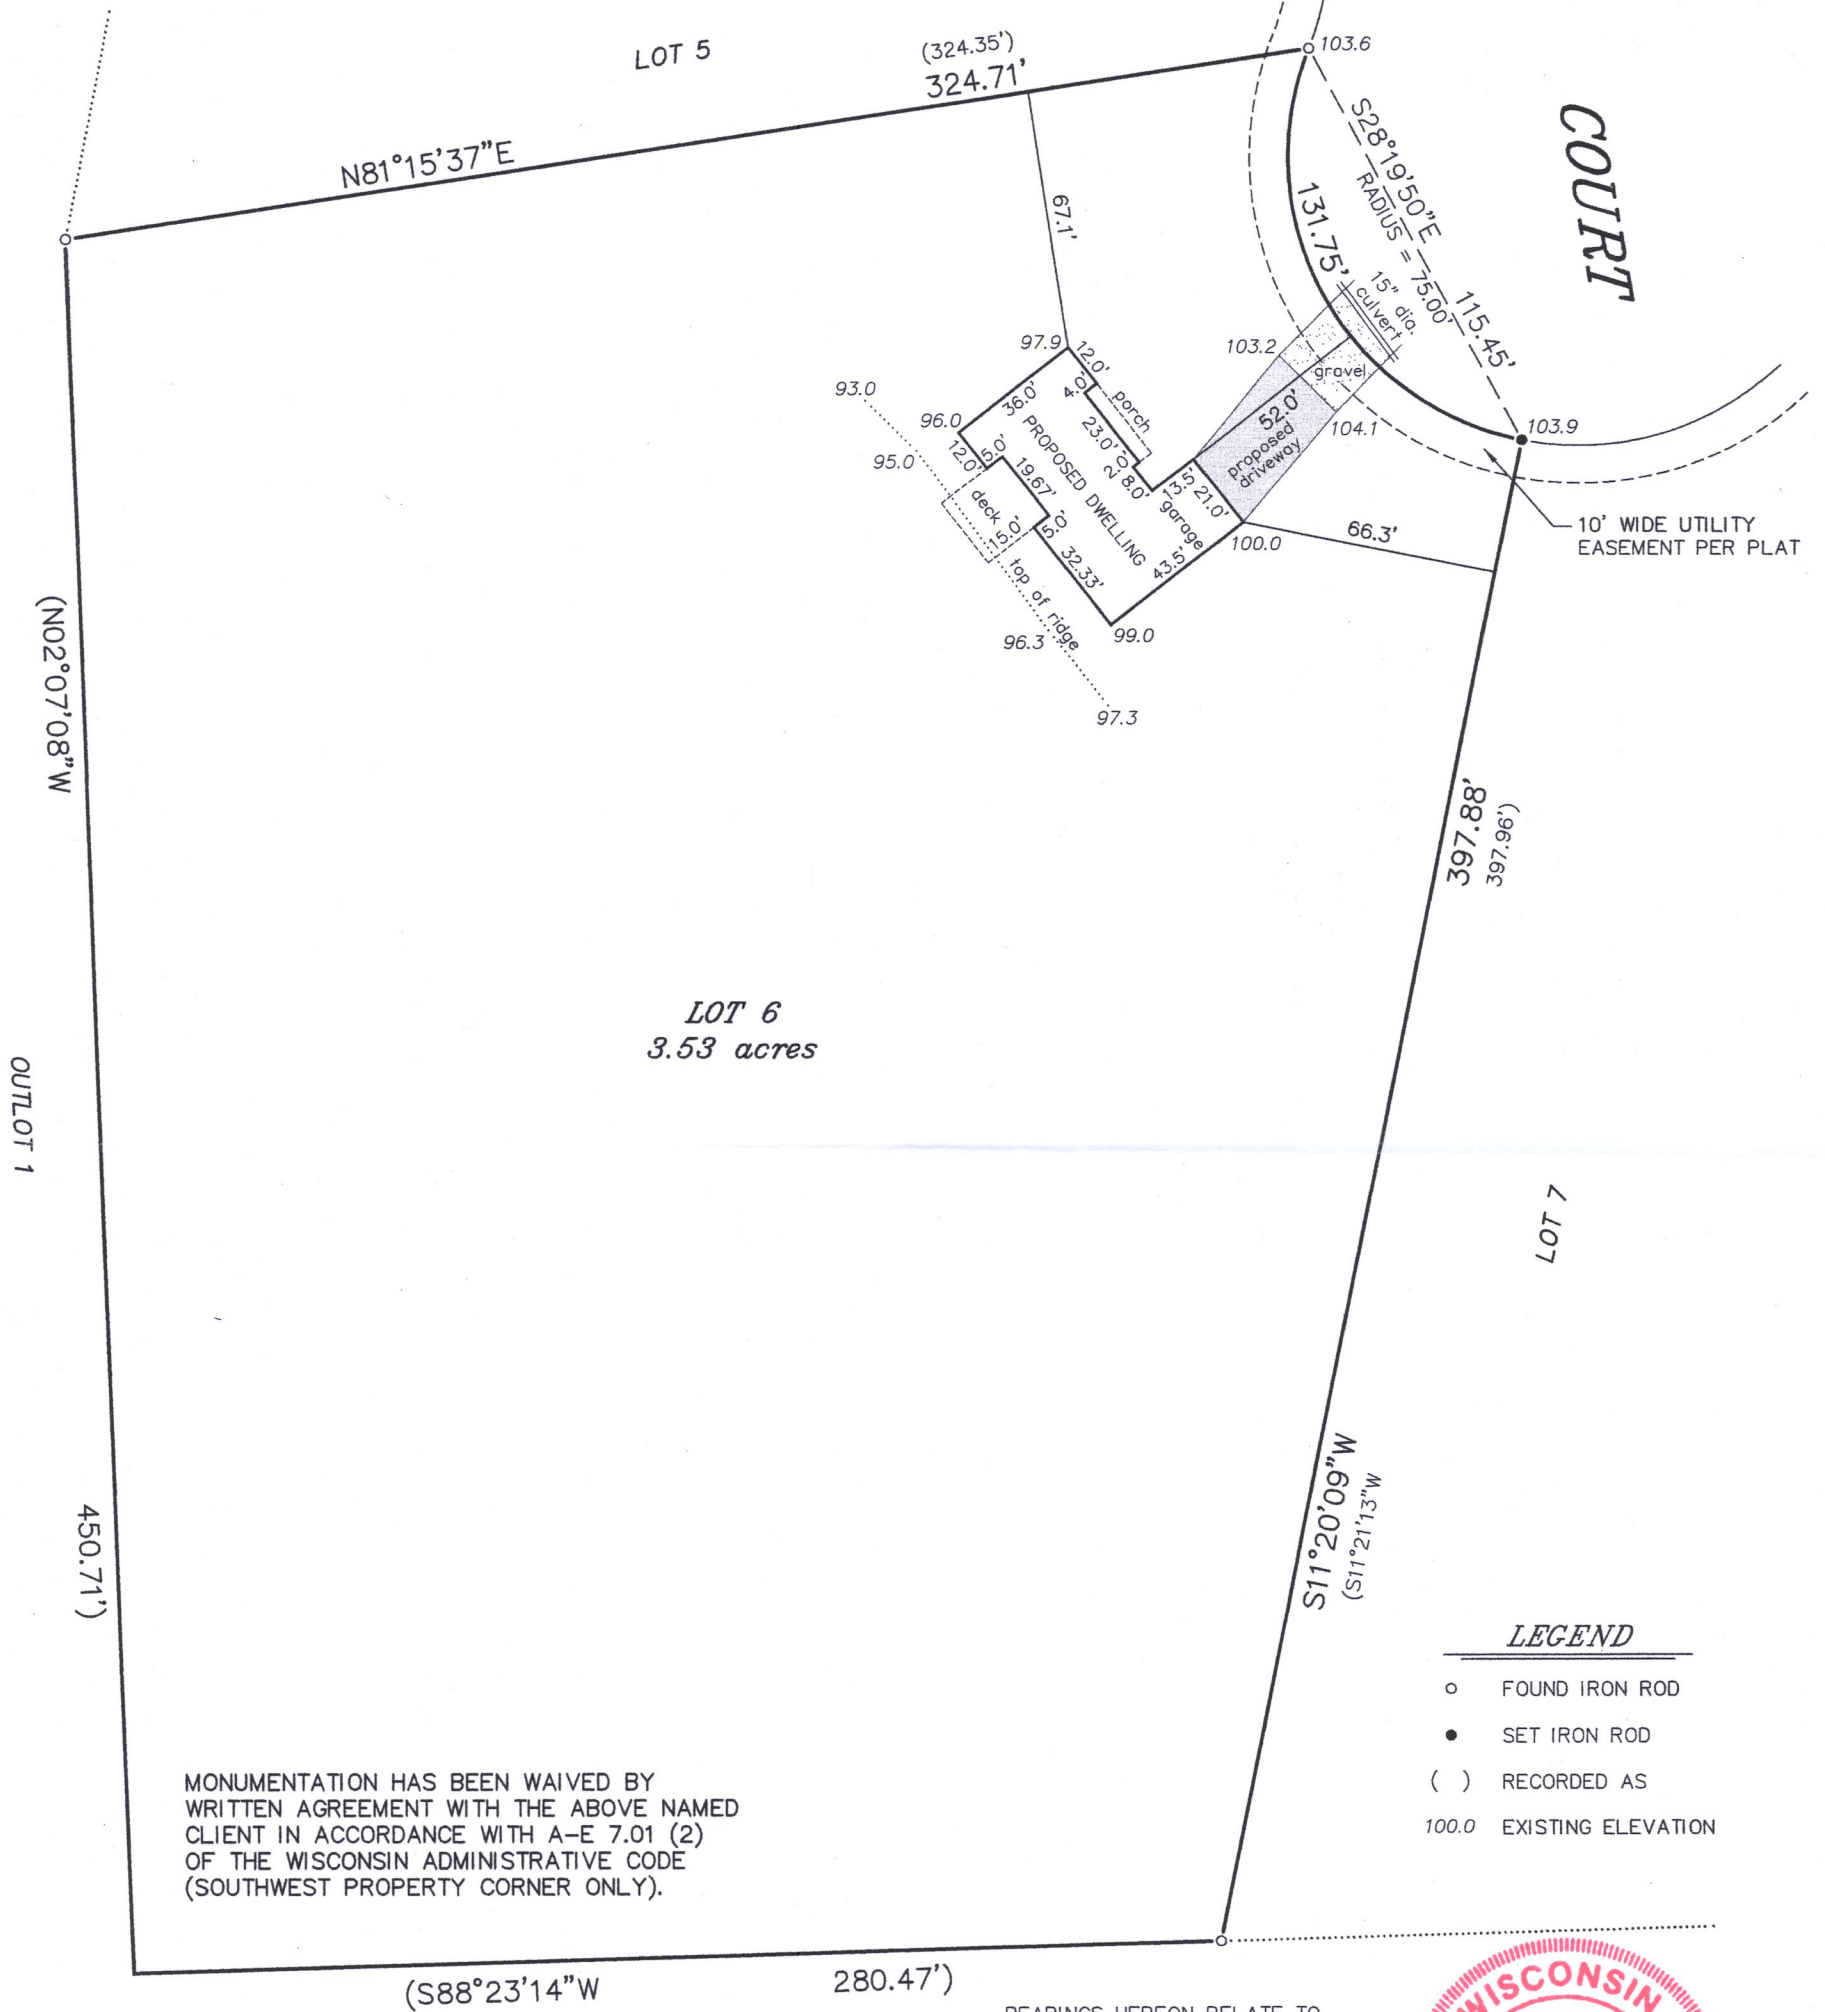 LOT 5
(324.35')
324.71'
103.6
N81°15'37"E
COURT
S28°19'50"E
115.45'
RADIUS = 75.00'
131.75'
67.1'
15" dia.
culvert
103.2
gravel
97.9
12.0'
4.0'
porch
93.0
36.0'
23.0'
52.0'
proposed
driveway
104.1
103.9
96.0
PROPOSED DWELLING
2.0'
8.0'
13.5'
21.0'
garage
12.0'
5.0'
19.67'
95.0
deck
15.0'
5.0'
32.33'
43.5'
100.0
66.3'
10' WIDE UTILITY
EASEMENT PER PLAT
top of ridge
99.0
96.3
97.3
(N02°07'08"W
450.71')
397.88'
397.96')
LOT 6
3.53 acres
OUTLOT 1
LOT 7
S11°20'09"W
(S11°21'13"W
LEGEND
FOUND IRON ROD
SET IRON ROD
( ) RECORDED AS
100.0 EXISTING ELEVATION
MONUMENTATION HAS BEEN WAIVED BY
WRITTEN AGREEMENT WITH THE ABOVE NAMED
CLIENT IN ACCORDANCE WITH A-E 7.01 (2)
OF THE WISCONSIN ADMINISTRATIVE CODE
(SOUTHWEST PROPERTY CORNER ONLY).
(S88°23'14"W 280.47')
BEARINGS HEREON RELATE TO
WISCONSIN